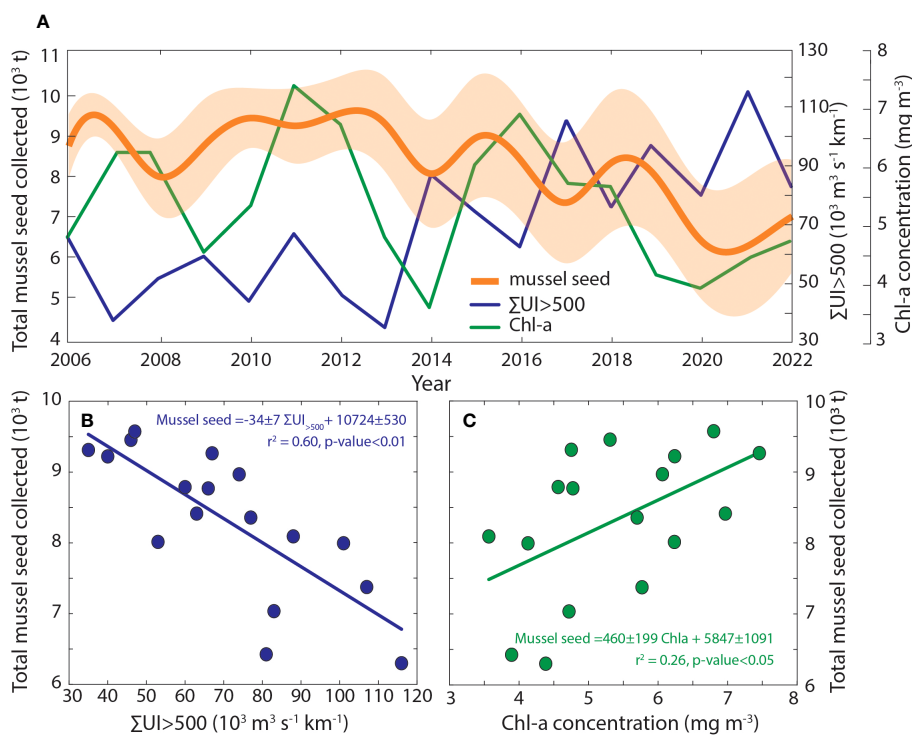 A
Total mussel seed collected (10³ t)
11
10
9
8
7
6
5
4
130
110
90
70
50
30
∑UI>500 (10³ m³ s⁻¹ km⁻¹)
8
7
6
5
4
3
Chl-a concentration (mg m⁻³)
mussel seed
∑UI>500
Chl-a
2006 2008 2010 2012 2014 2016 2018 2020 2022
Year
B
Total mussel seed collected (10³ t)
10
9
8
7
6
Mussel seed =-34±7 ∑UI>500+ 10724±530
r² = 0.60, p-value<0.01
30 40 50 60 70 80 90 100 110 120
∑UI>500 (10³ m³ s⁻¹ km⁻¹)
C
Mussel seed =460±199 Chla + 5847±1091
r² = 0.26, p-value<0.05
10
9
8
7
6
Total mussel seed collected (10³ t)
3 4 5 6 7 8
Chl-a concentration (mg m⁻³)